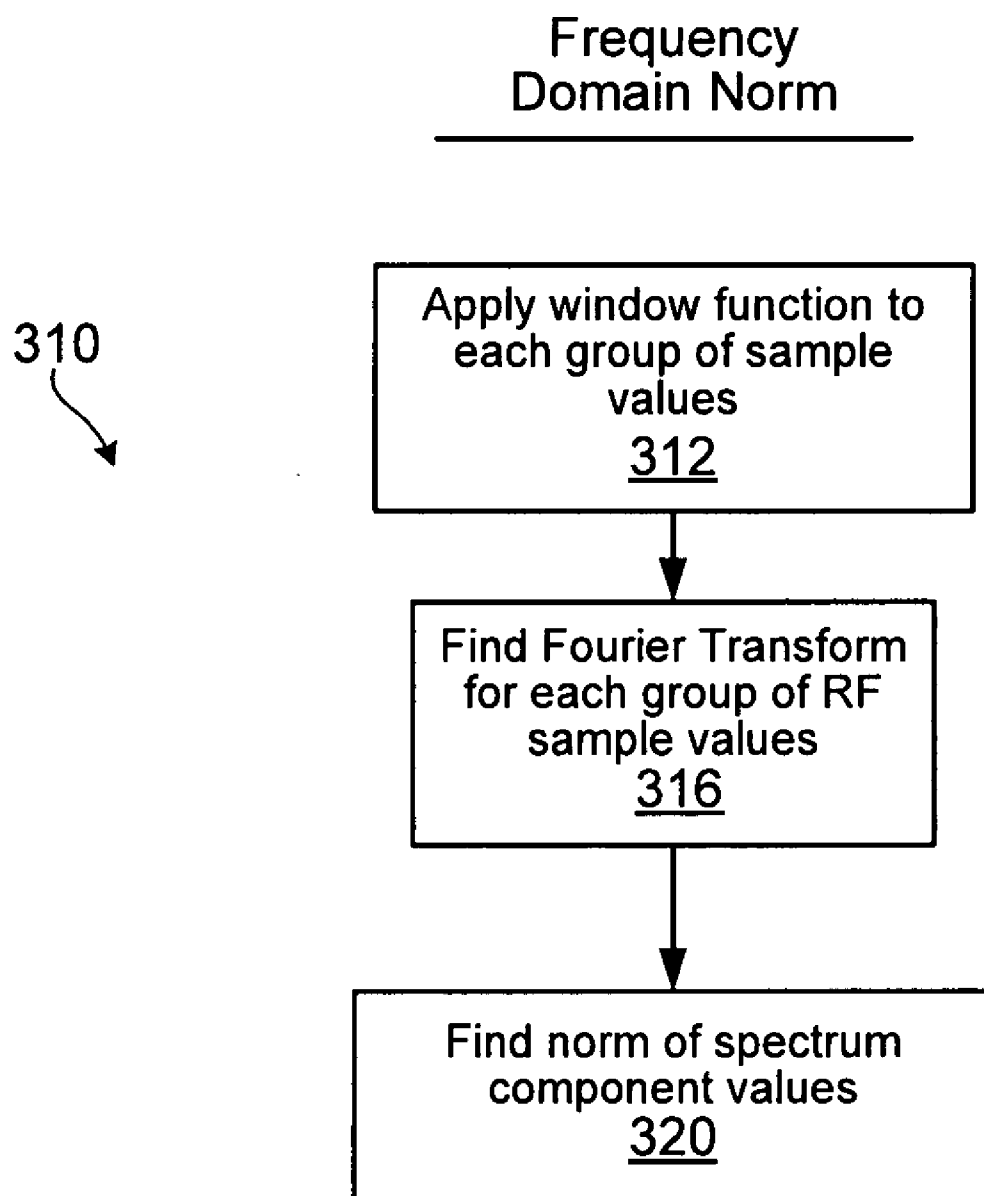 Frequency
Domain Norm
310
Apply window function to
each group of sample
values
312
Find Fourier Transform
for each group of RF
sample values
316
Find norm of spectrum
component values
320